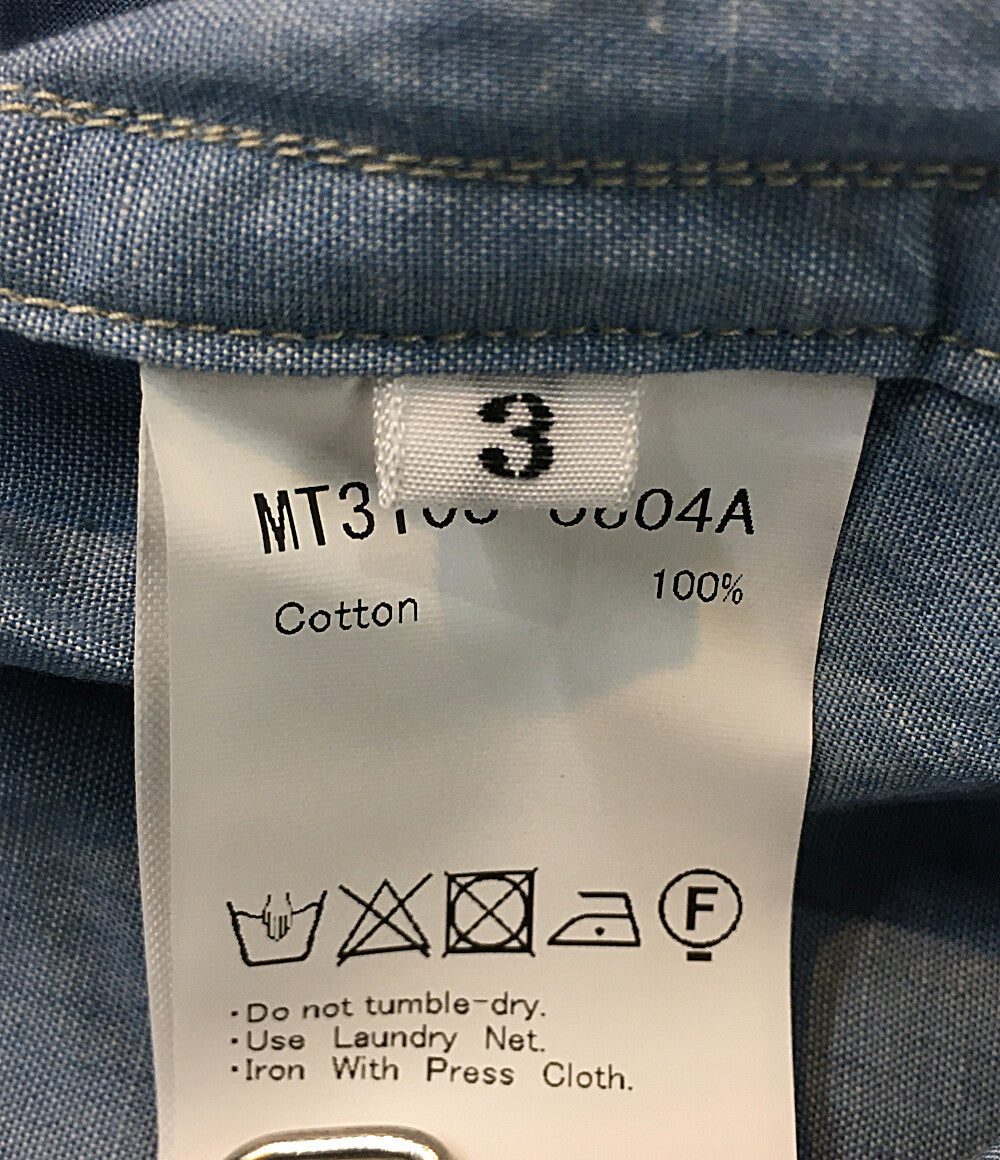 3
Cotton 100%
F
·Do not tumble-dry.
·Use Laundry Net.
·Iron With Press Cloth.